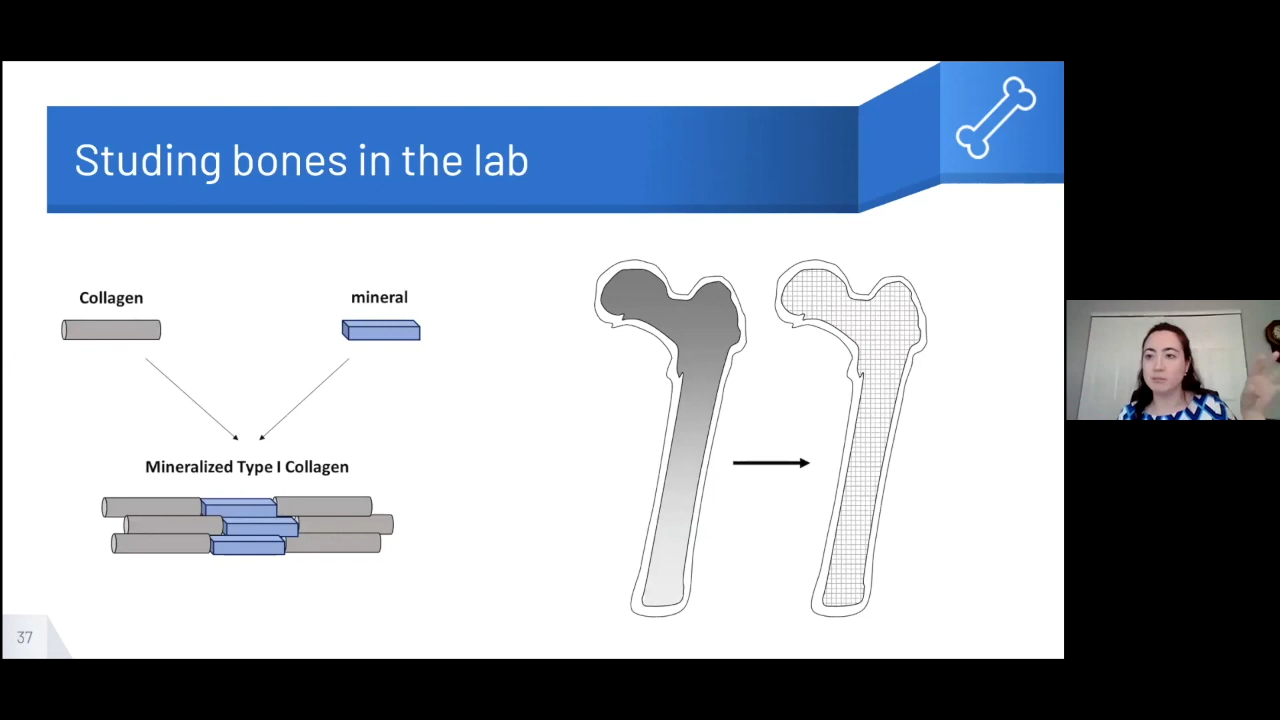 Studing bones in the lab
Collagen
mineral
Mineralized Type I Collagen
37